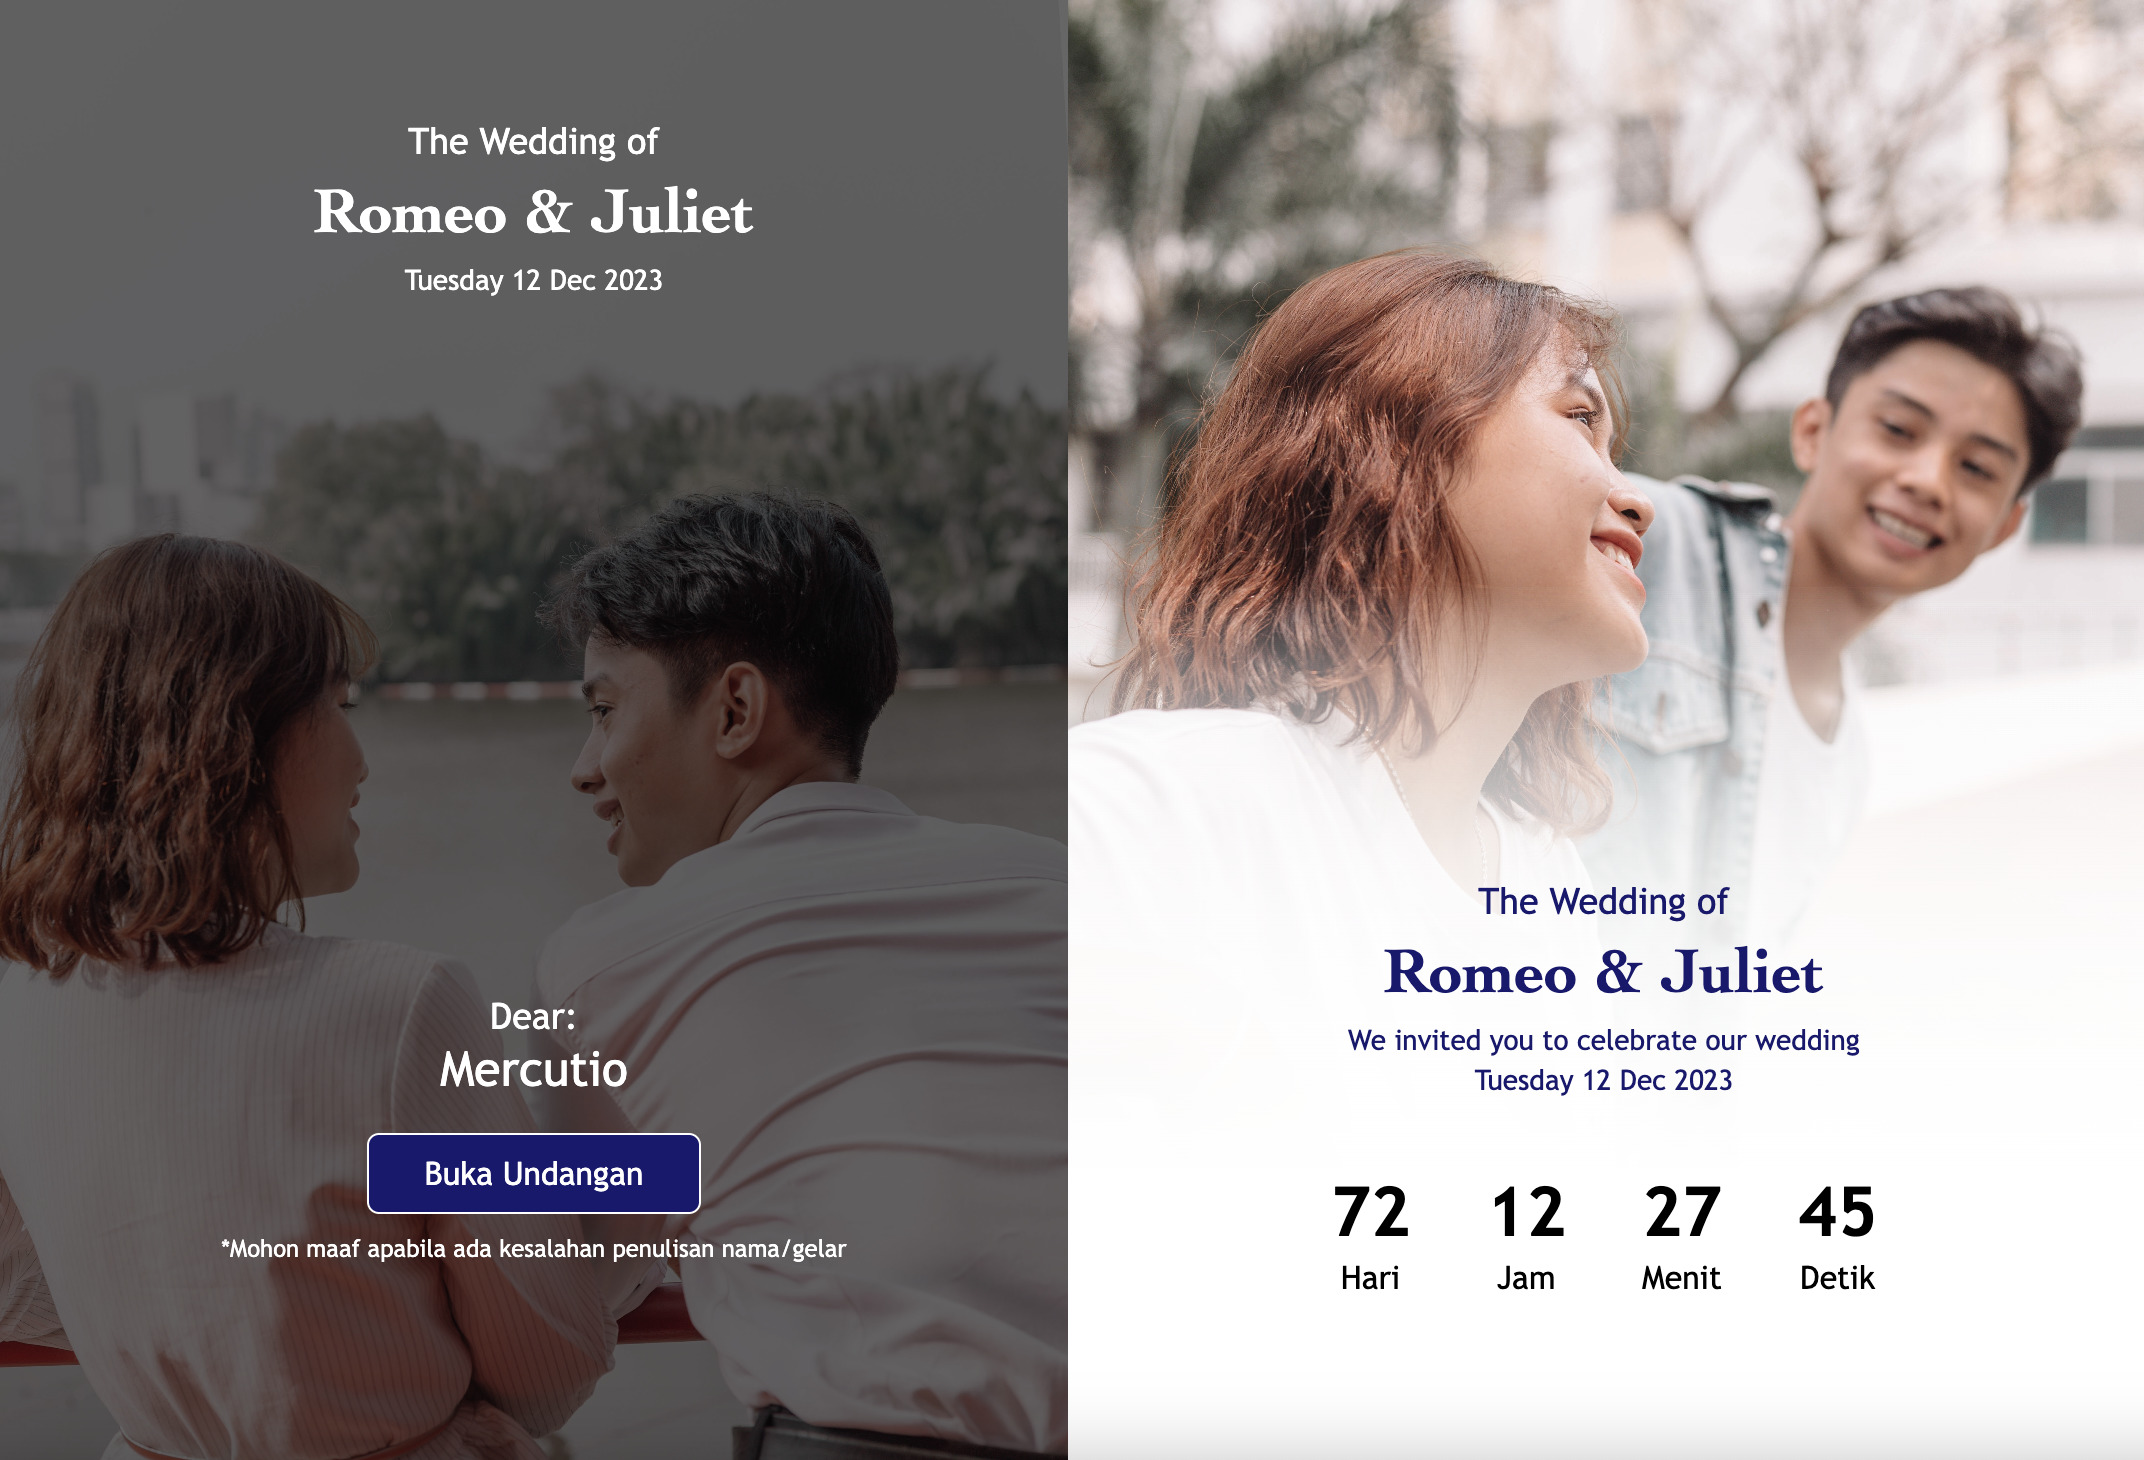 The Wedding of
Romeo & Juliet
Tuesday 12 Dec 2023
Dear:
Mercutio
Buka Undangan
*Mohon maaf apabila ada kesalahan penulisan nama/gelar
The Wedding of
Romeo & Juliet
We invited you to celebrate our wedding
Tuesday 12 Dec 2023
72 12 27 45
Hari Jam Menit Detik